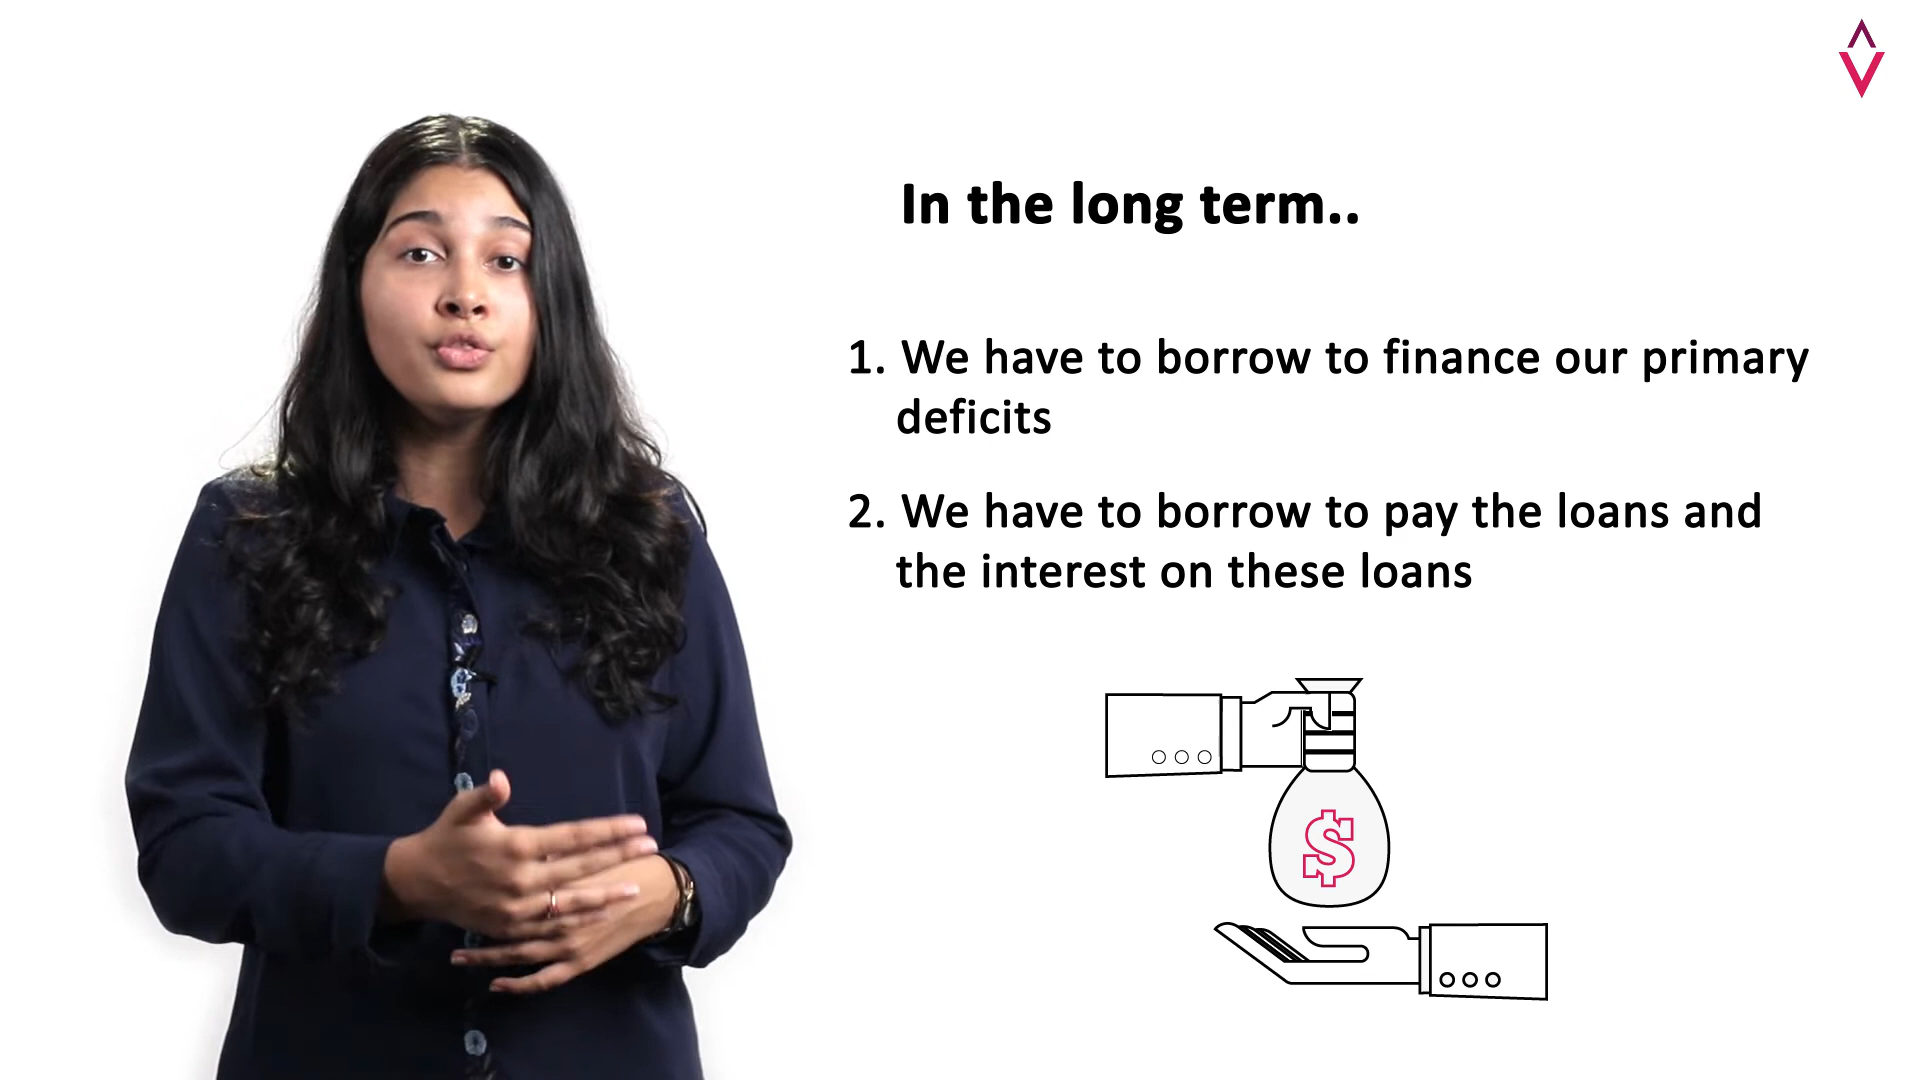 In the long term..
1. We have to borrow to finance our primary
deficits
2. We have to borrow to pay the loans and
the interest on these loans
$